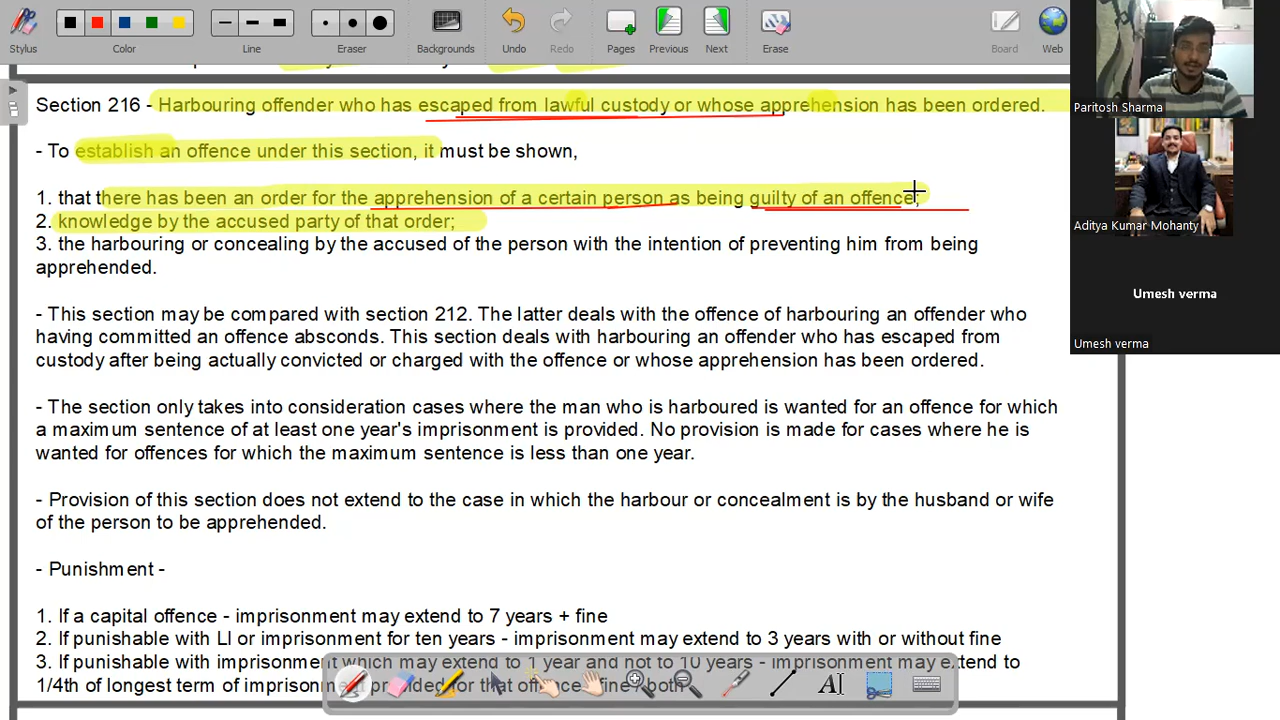 Stylus
Color
Line
Eraser
Backgrounds
Undo
Redo
Pages
Previous
Next
Erase
Board
Web
Section 216 - Harbouring offender who has escaped from lawful custody or whose apprehension has been ordered.
- To establish an offence under this section, it must be shown,
1. that there has been an order for the apprehension of a certain person as being guilty of an offence;
2. knowledge by the accused party of that order;
3. the harbouring or concealing by the accused of the person with the intention of preventing him from being
apprehended.
- This section may be compared with section 212. The latter deals with the offence of harbouring an offender who
having committed an offence absconds. This section deals with harbouring an offender who has escaped from
custody after being actually convicted or charged with the offence or whose apprehension has been ordered.
- The section only takes into consideration cases where the man who is harboured is wanted for an offence for which
a maximum sentence of at least one year's imprisonment is provided. No provision is made for cases where he is
wanted for offences for which the maximum sentence is less than one year.
- Provision of this section does not extend to the case in which the harbour or concealment is by the husband or wife
of the person to be apprehended.
- Punishment -
1. If a capital offence - imprisonment may extend to 7 years + fine
2. If punishable with LI or imprisonment for ten years - imprisonment may extend to 3 years with or without fine
3. If punishable with imprisonment which may extend to 1 year and not to 10 years - imprisonment may extend to
1/4th of longest term of imprisonment provided for that offence / fine / both
Paritosh Sharma
Aditya Kumar Mohanty
Umesh verma
Umesh verma